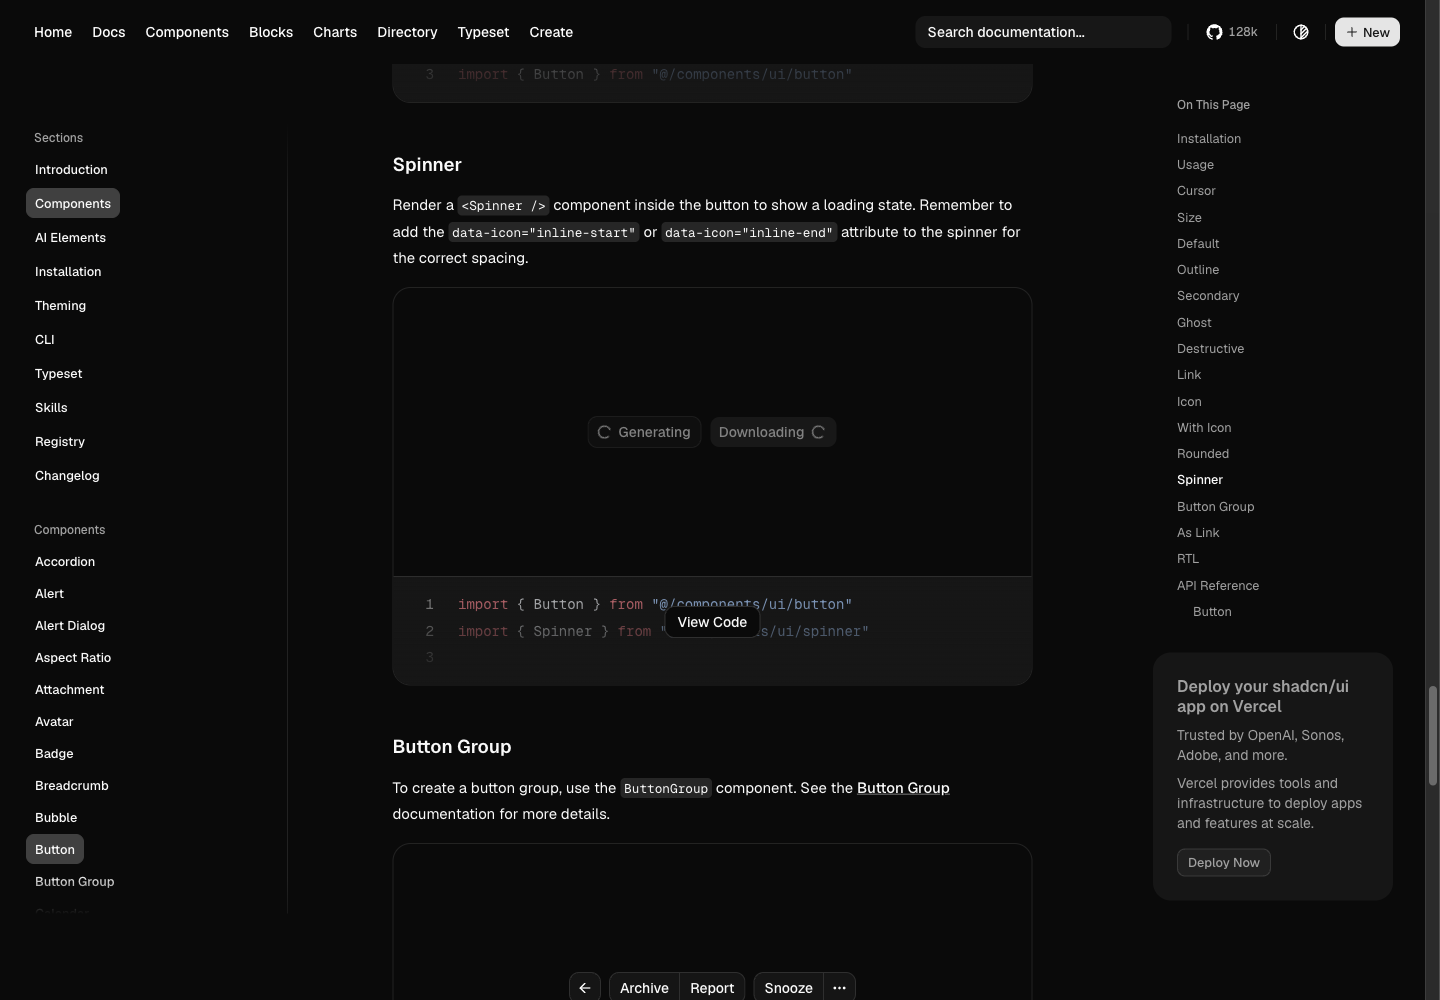 Home Docs Components Blocks Charts Directory Typeset Create
Search documentation...
128k
New
Sections
Introduction
Components
AI Elements
Installation
Theming
CLI
Typeset
Skills
Registry
Changelog
Components
Accordion
Alert
Alert Dialog
Aspect Ratio
Attachment
Avatar
Badge
Breadcrumb
Bubble
Button
Button Group
Calendar
3 import { Button } from "@/components/ui/button"
Spinner
Render a <Spinner /> component inside the button to show a loading state. Remember to
add the data-icon="inline-start" or data-icon="inline-end" attribute to the spinner for
the correct spacing.
Generating
Downloading
1 import { Button } from "@/components/ui/button"
2 import { Spinner } from "s/ui/spinner"
3
View Code
Button Group
To create a button group, use the ButtonGroup component. See the Button Group
documentation for more details.
Archive
Report
Snooze
On This Page
Installation
Usage
Cursor
Size
Default
Outline
Secondary
Ghost
Destructive
Link
Icon
With Icon
Rounded
Spinner
Button Group
As Link
RTL
API Reference
Button
Deploy your shadcn/ui
app on Vercel
Trusted by OpenAI, Sonos,
Adobe, and more.
Vercel provides tools and
infrastructure to deploy apps
and features at scale.
Deploy Now